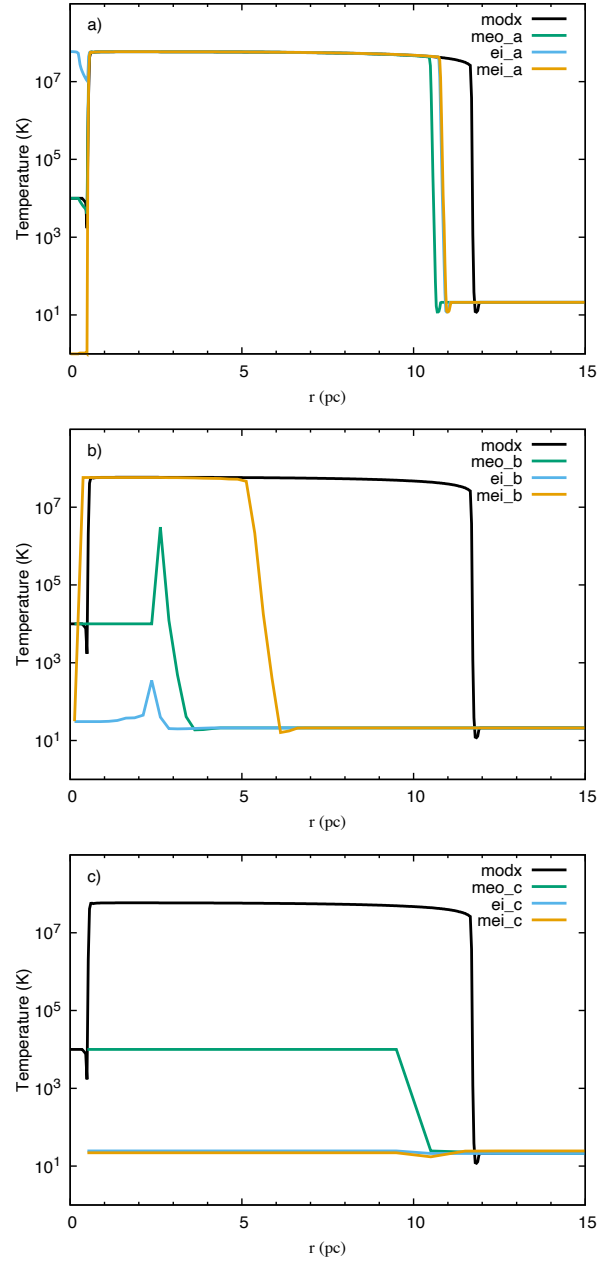 a)
modx
meo_a
ei_a
mei_a
Temperature (K)
10^7
10^5
10^3
10^1
0 5 10 15
r (pc)
b)
modx
meo_b
ei_b
mei_b
Temperature (K)
10^7
10^5
10^3
10^1
0 5 10 15
r (pc)
c)
modx
meo_c
ei_c
mei_c
Temperature (K)
10^7
10^5
10^3
10^1
0 5 10 15
r (pc)